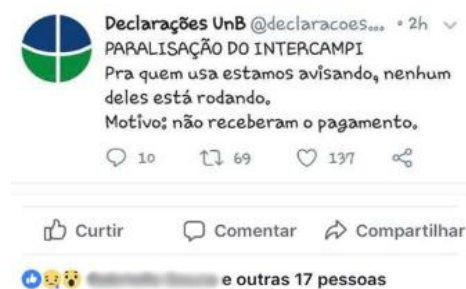 Declarações UnB @declaracoes... • 2h
PARALISAÇÃO DO INTERCAMPI
Pra quem usa estamos avisando, nenhum
deles está rodando.
Motivo: não receberam o pagamento.
10 69 137
Curtir Comentar Compartilhar
e outras 17 pessoas